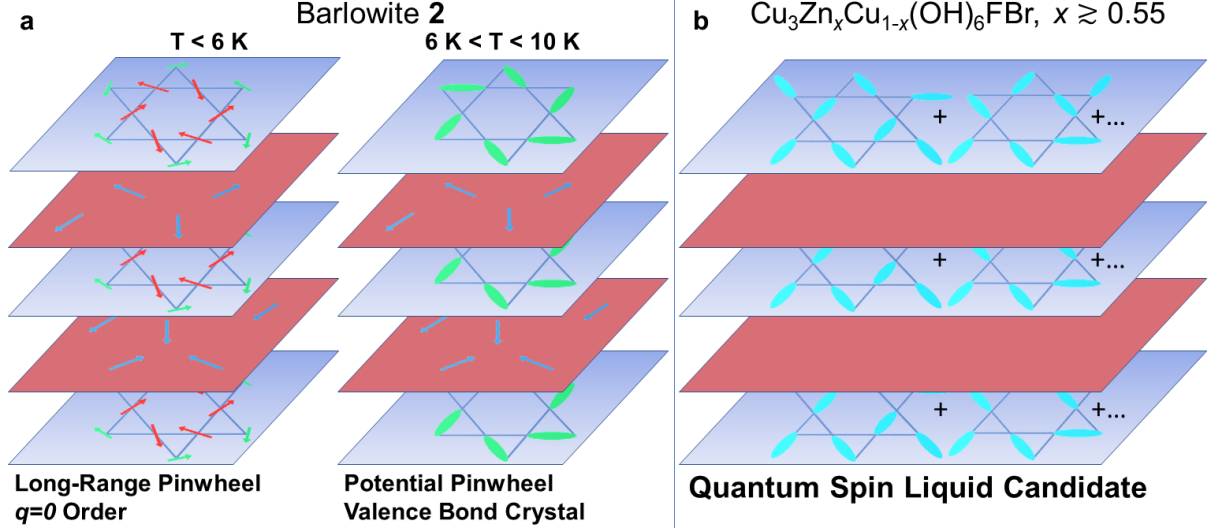 a
Barlowite 2
T < 6 K
6 K < T < 10 K
Long-Range Pinwheel
q=0 Order
Potential Pinwheel
Valence Bond Crystal
b
Cu₃ZnₓCu₁₋ₓ(OH)₆FBr, x ≳ 0.55
+
+...
+
+...
+
+...
Quantum Spin Liquid Candidate